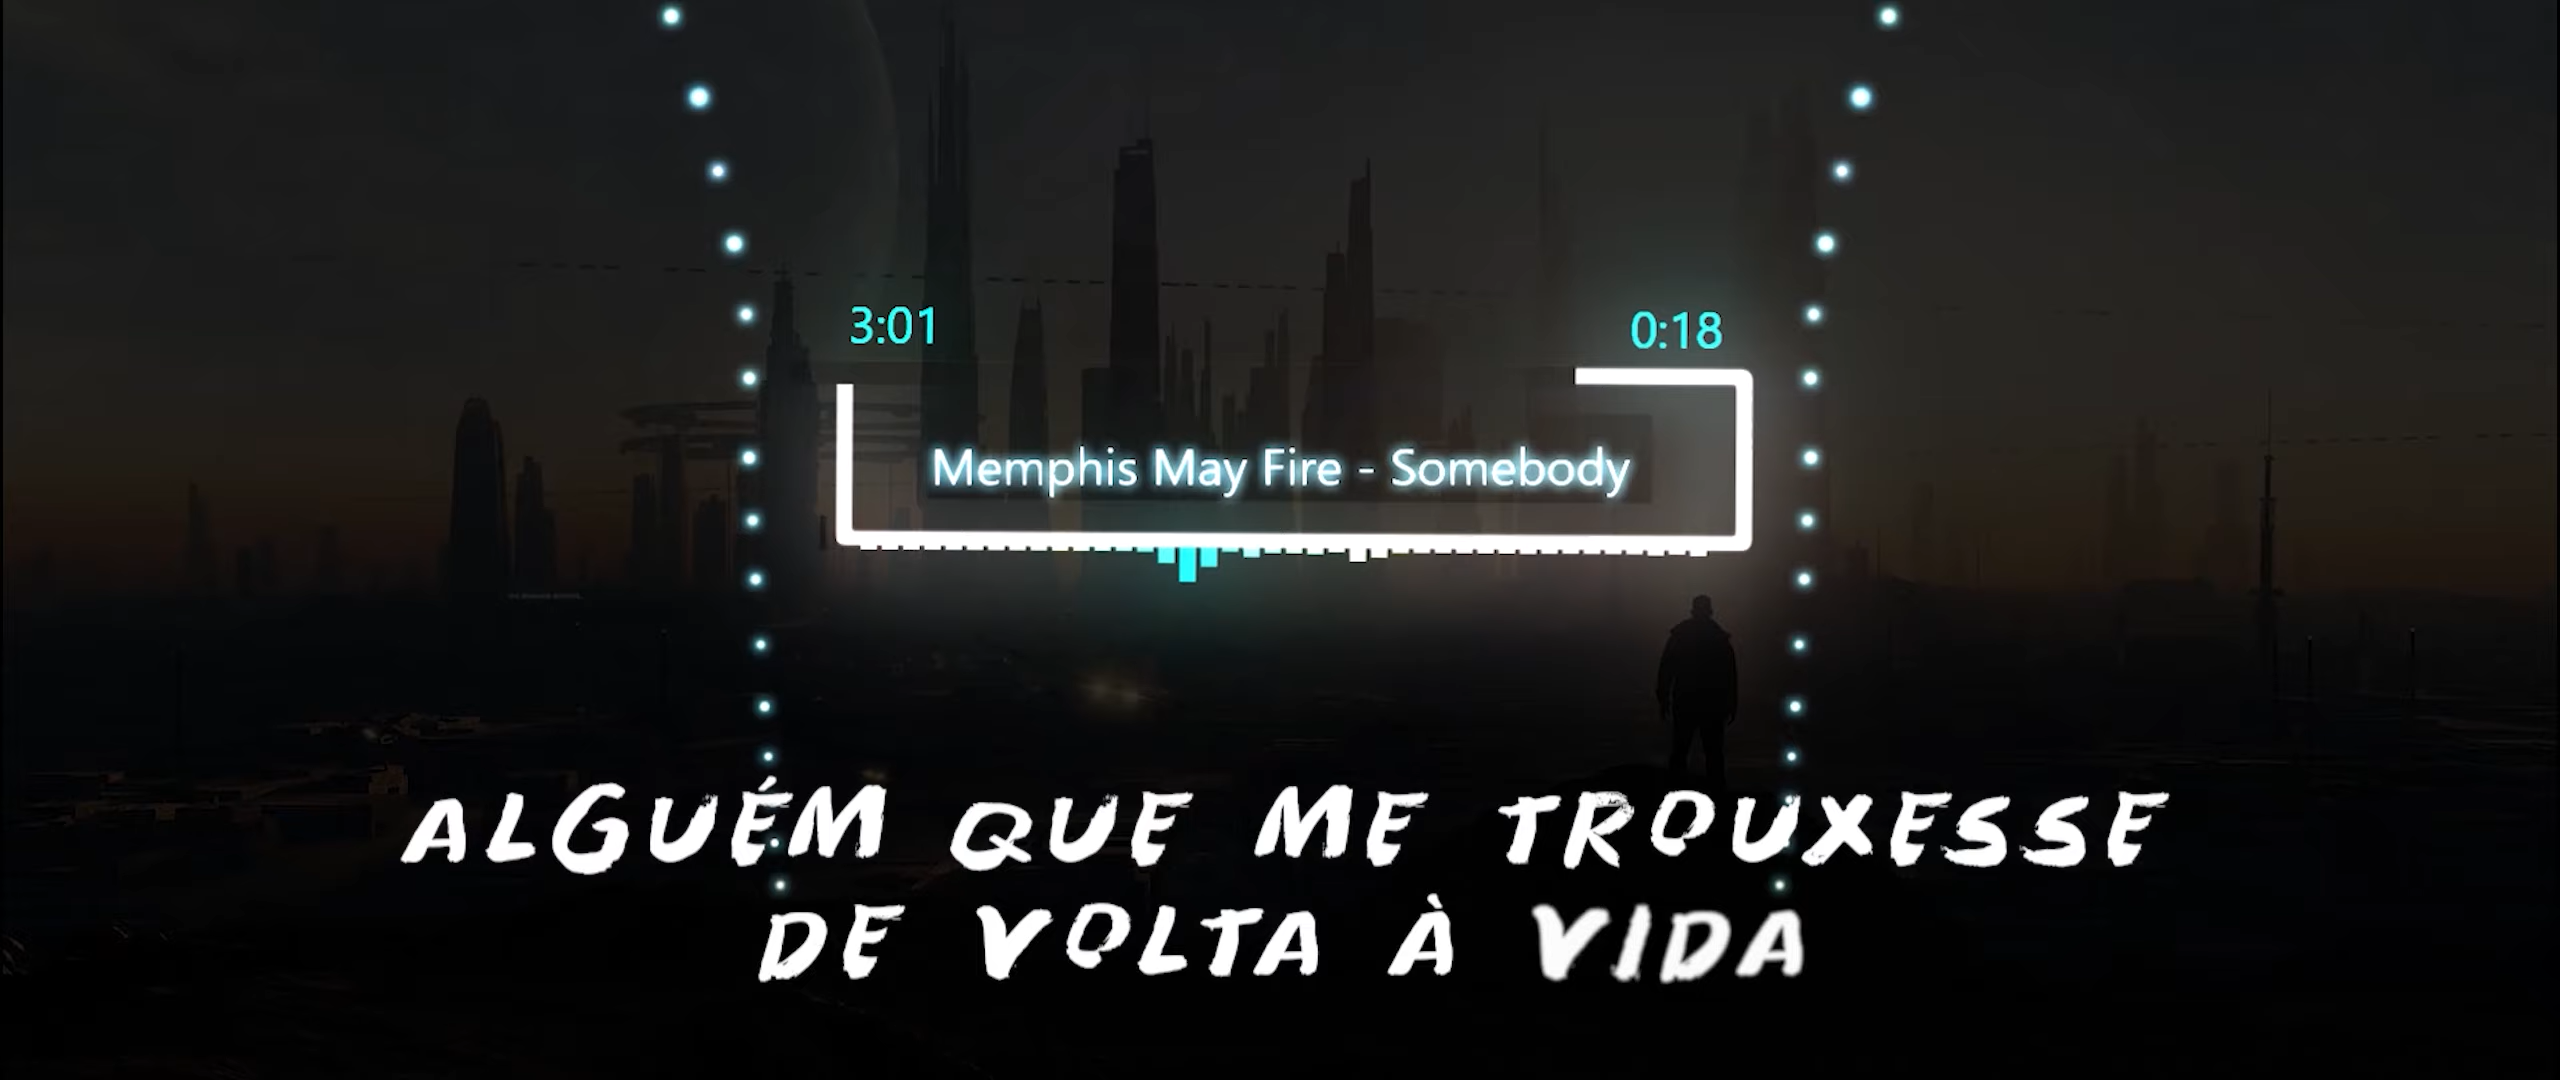 3:01
0:18
Memphis May Fire - Somebody
ALGUÉM QUE ME TROUXESSE
DE VOLTA À VIDA